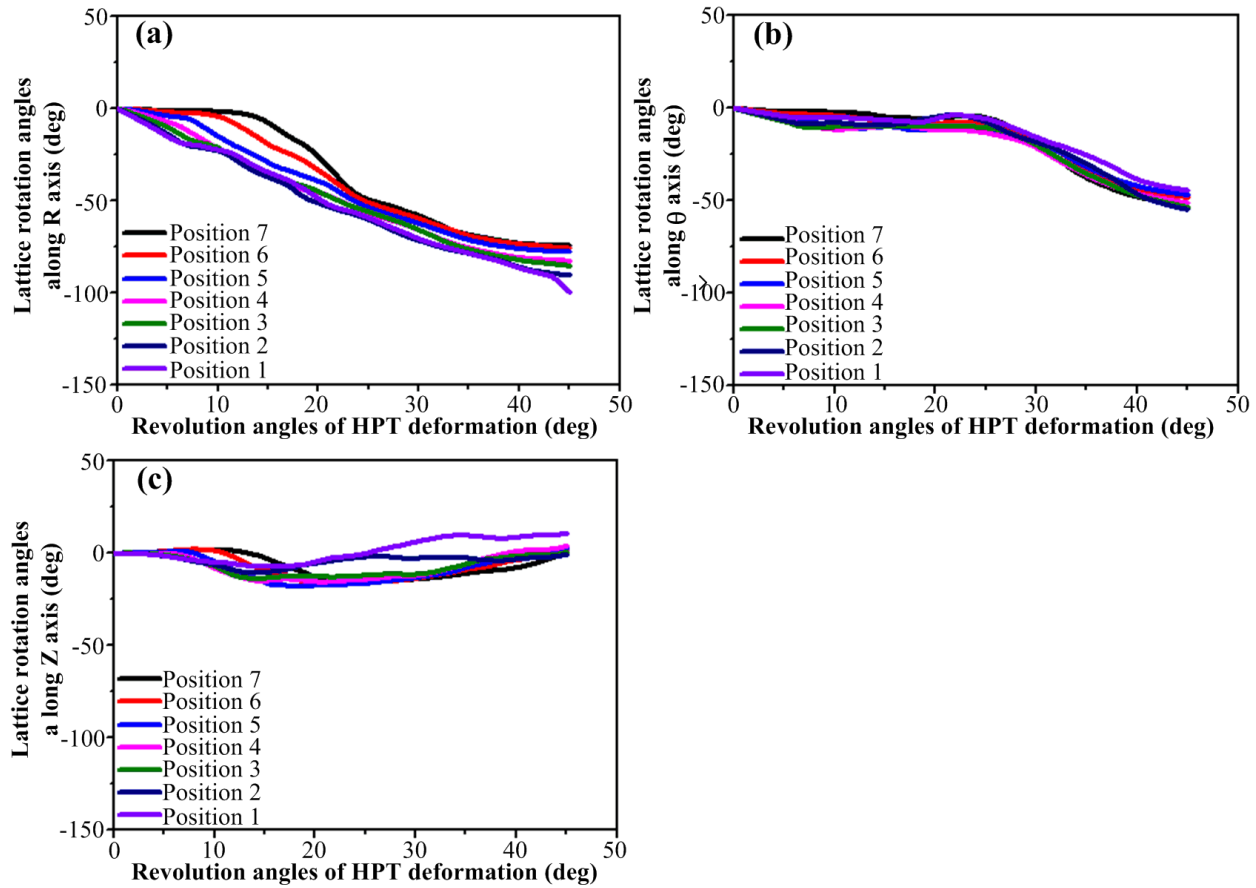 (a)
50
0
-50
-100
-150
Lattice rotation angles
along R axis (deg)
Position 7
Position 6
Position 5
Position 4
Position 3
Position 2
Position 1
0 10 20 30 40 50
Revolution angles of HPT deformation (deg)
(b)
50
0
-50
-100
-150
Lattice rotation angles
along θ axis (deg)
Position 7
Position 6
Position 5
Position 4
Position 3
Position 2
Position 1
0 10 20 30 40 50
Revolution angles of HPT deformation (deg)
(c)
50
0
-50
-100
-150
Lattice rotation angles
a long Z axis (deg)
Position 7
Position 6
Position 5
Position 4
Position 3
Position 2
Position 1
0 10 20 30 40 50
Revolution angles of HPT deformation (deg)